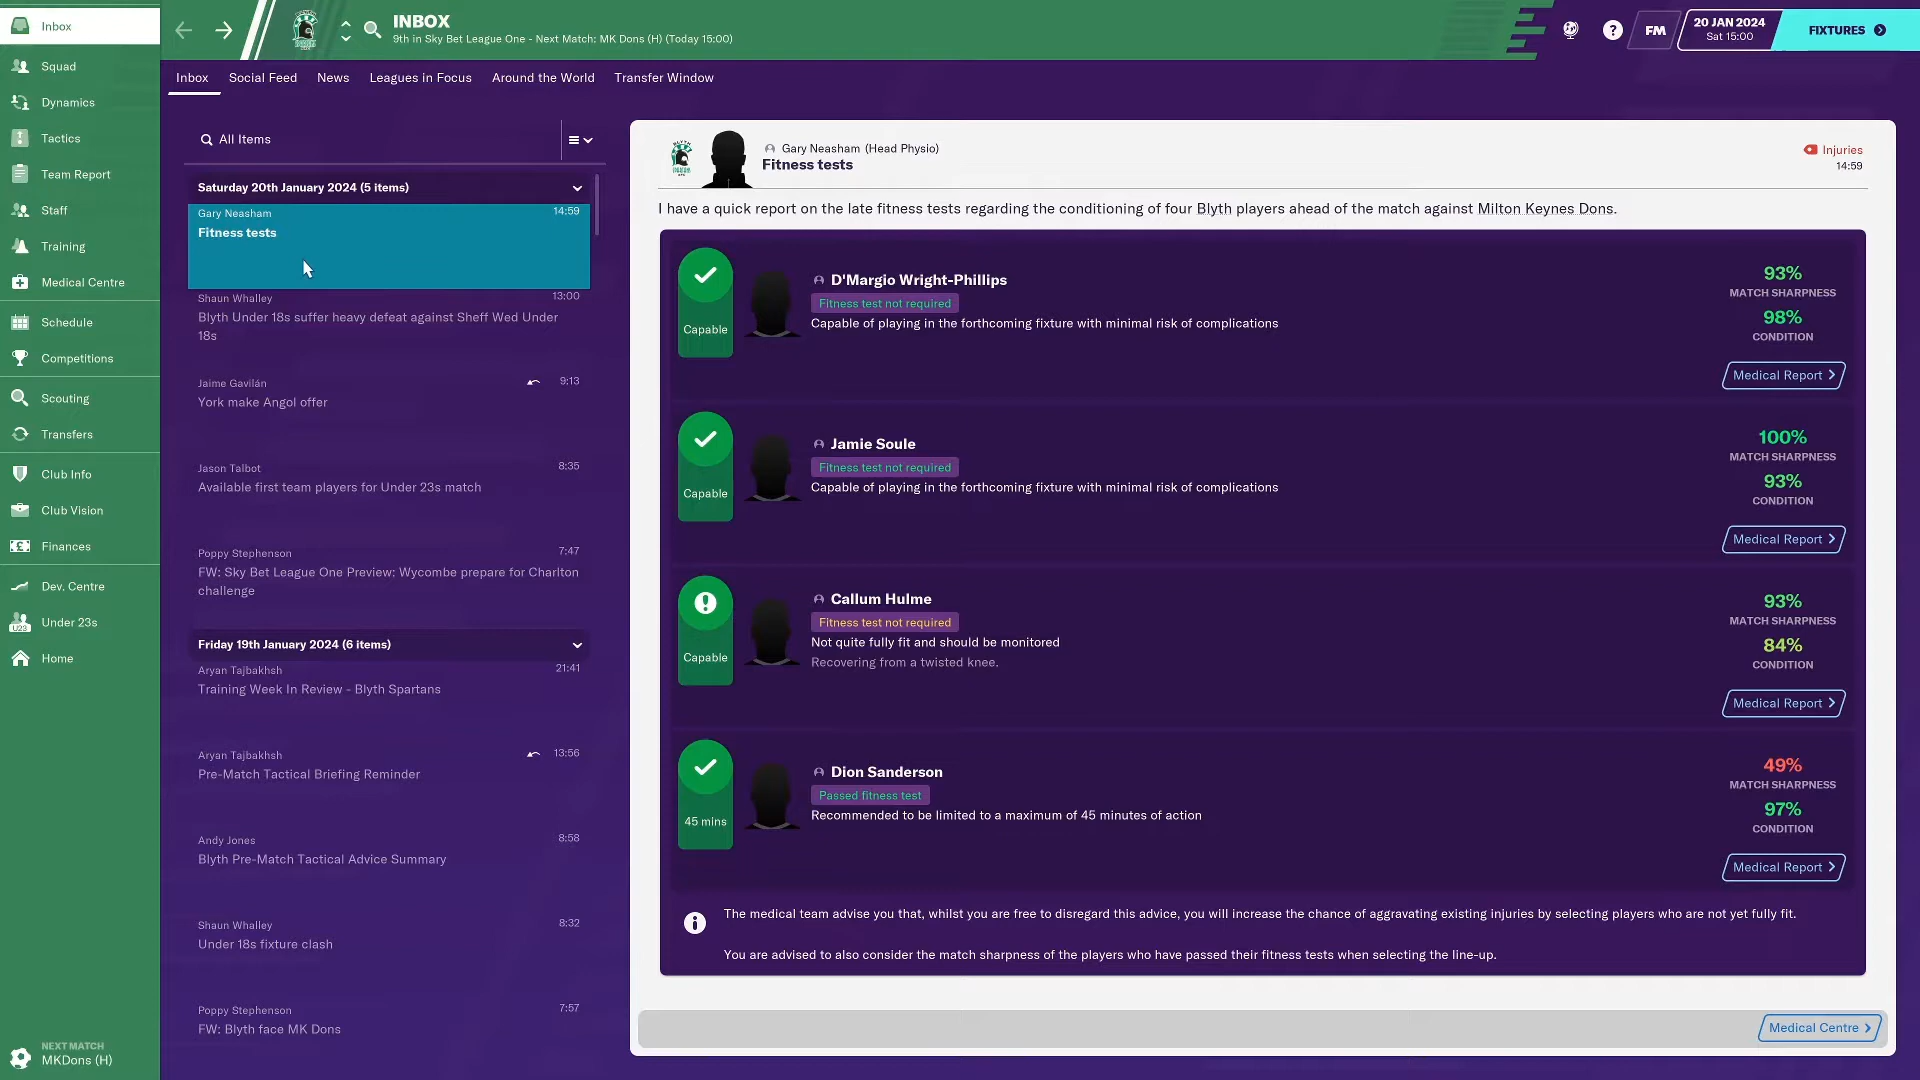 Inbox
Squad
Dynamics
Tactics
Team Report
Staff
Training
Medical Centre
Schedule
Competitions
Scouting
Transfers
Club Info
Club Vision
Finances
Dev. Centre
U23
Under 23s
Home
NEXT MATCH
MKDons (H)
INBOX
9th in Sky Bet League One - Next Match: MK Dons (H) (Today 15:00)
?
FM
20 JAN 2024
Sat 15:00
FIXTURES
Inbox Social Feed News Leagues in Focus Around the World Transfer Window
All Items
Saturday 20th January 2024 (5 items)
Gary Neasham 14:59
Fitness tests
Shaun Whalley 13:00
Blyth Under 18s suffer heavy defeat against Sheff Wed Under
18s
Jaime Gavilán 9:13
York make Angol offer
Jason Talbot 8:35
Available first team players for Under 23s match
Poppy Stephenson 7:47
FW: Sky Bet League One Preview: Wycombe prepare for Charlton
challenge
Friday 19th January 2024 (6 items)
Aryan Tajbakhsh 21:41
Training Week In Review - Blyth Spartans
Aryan Tajbakhsh 13:56
Pre-Match Tactical Briefing Reminder
Andy Jones 8:58
Blyth Pre-Match Tactical Advice Summary
Shaun Whalley 8:32
Under 18s fixture clash
Poppy Stephenson 7:57
FW: Blyth face MK Dons
Gary Neasham (Head Physio)
Fitness tests
Injuries
14:59
I have a quick report on the late fitness tests regarding the conditioning of four Blyth players ahead of the match against Milton Keynes Dons.
Capable
D'Margio Wright-Phillips
Fitness test not required
Capable of playing in the forthcoming fixture with minimal risk of complications
93%
MATCH SHARPNESS
98%
CONDITION
Medical Report
Capable
Jamie Soule
Fitness test not required
Capable of playing in the forthcoming fixture with minimal risk of complications
100%
MATCH SHARPNESS
93%
CONDITION
Medical Report
Capable
Callum Hulme
Fitness test not required
Not quite fully fit and should be monitored
Recovering from a twisted knee.
93%
MATCH SHARPNESS
84%
CONDITION
Medical Report
45 mins
Dion Sanderson
Passed fitness test
Recommended to be limited to a maximum of 45 minutes of action
49%
MATCH SHARPNESS
97%
CONDITION
Medical Report
The medical team advise you that, whilst you are free to disregard this advice, you will increase the chance of aggravating existing injuries by selecting players who are not yet fully fit.
You are advised to also consider the match sharpness of the players who have passed their fitness tests when selecting the line-up.
Medical Centre